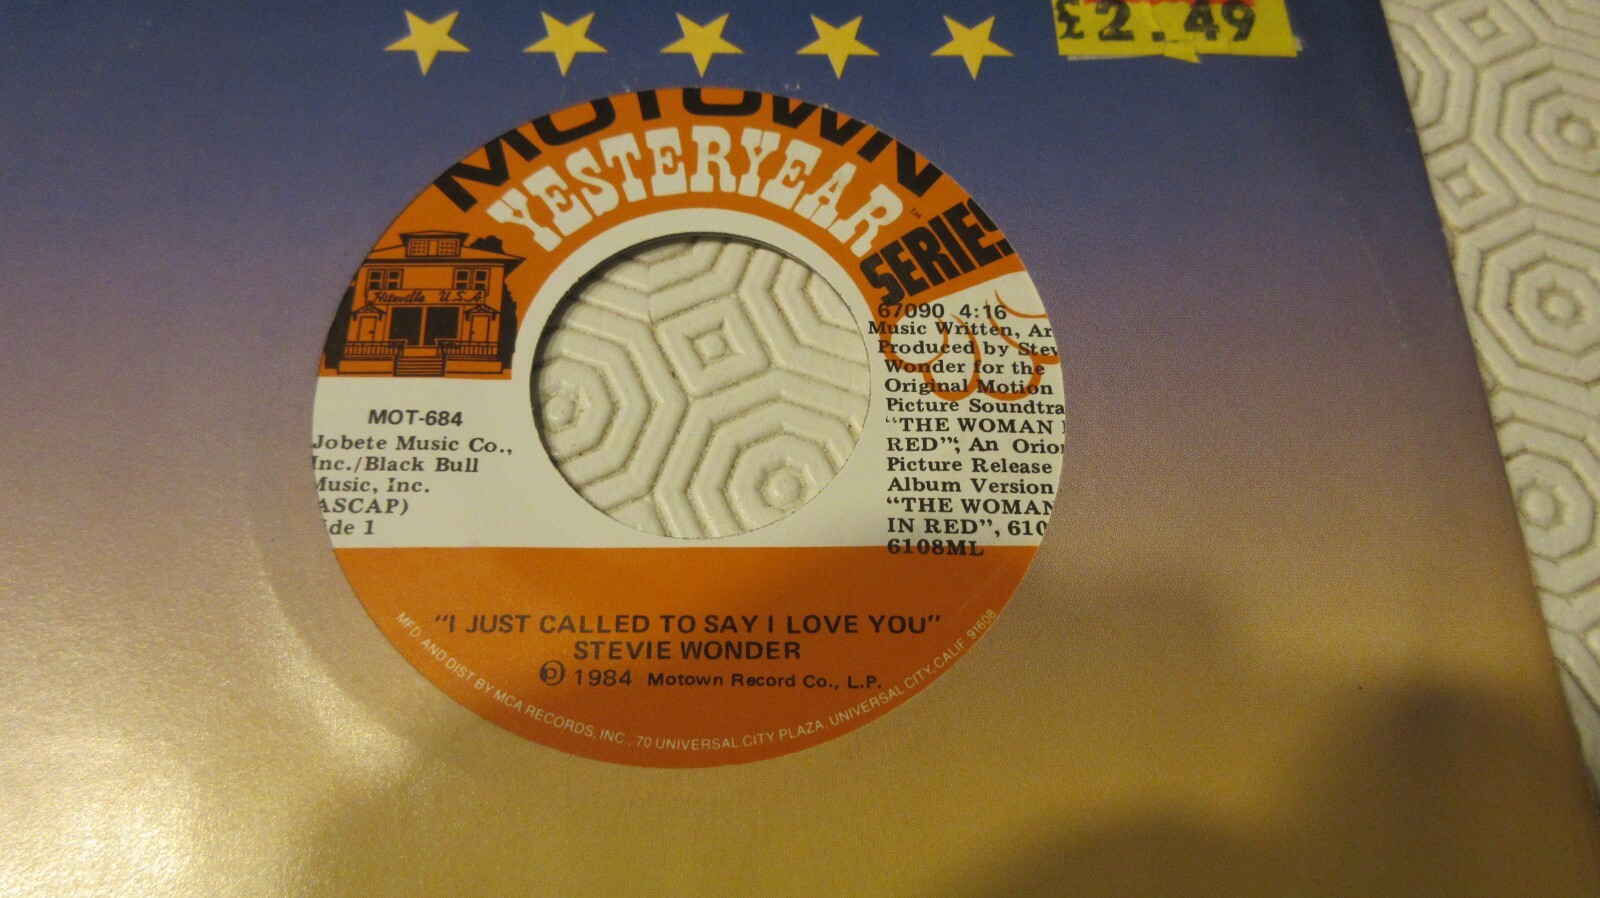 £2.49
MOTOWN
YESTERYEAR™
SERIES
Hitsville U.S.A.
MOT-684
Jobete Music Co.,
Inc./Black Bull
Music, Inc.
ASCAP)
ide 1
67090 4:16
Music Written, Ar
Produced by Stev
Wonder for the
Original Motion
Picture Soundtra
"THE WOMAN
RED", An Orion
Picture Release
Album Version
"THE WOMAN
IN RED", 610
6108ML
"I JUST CALLED TO SAY I LOVE YOU"
STEVIE WONDER
℗ 1984 Motown Record Co., L.P.
MFD AND DIST BY MCA RECORDS, INC., 70 UNIVERSAL CITY PLAZA, UNIVERSAL CITY, CALIF. 91608